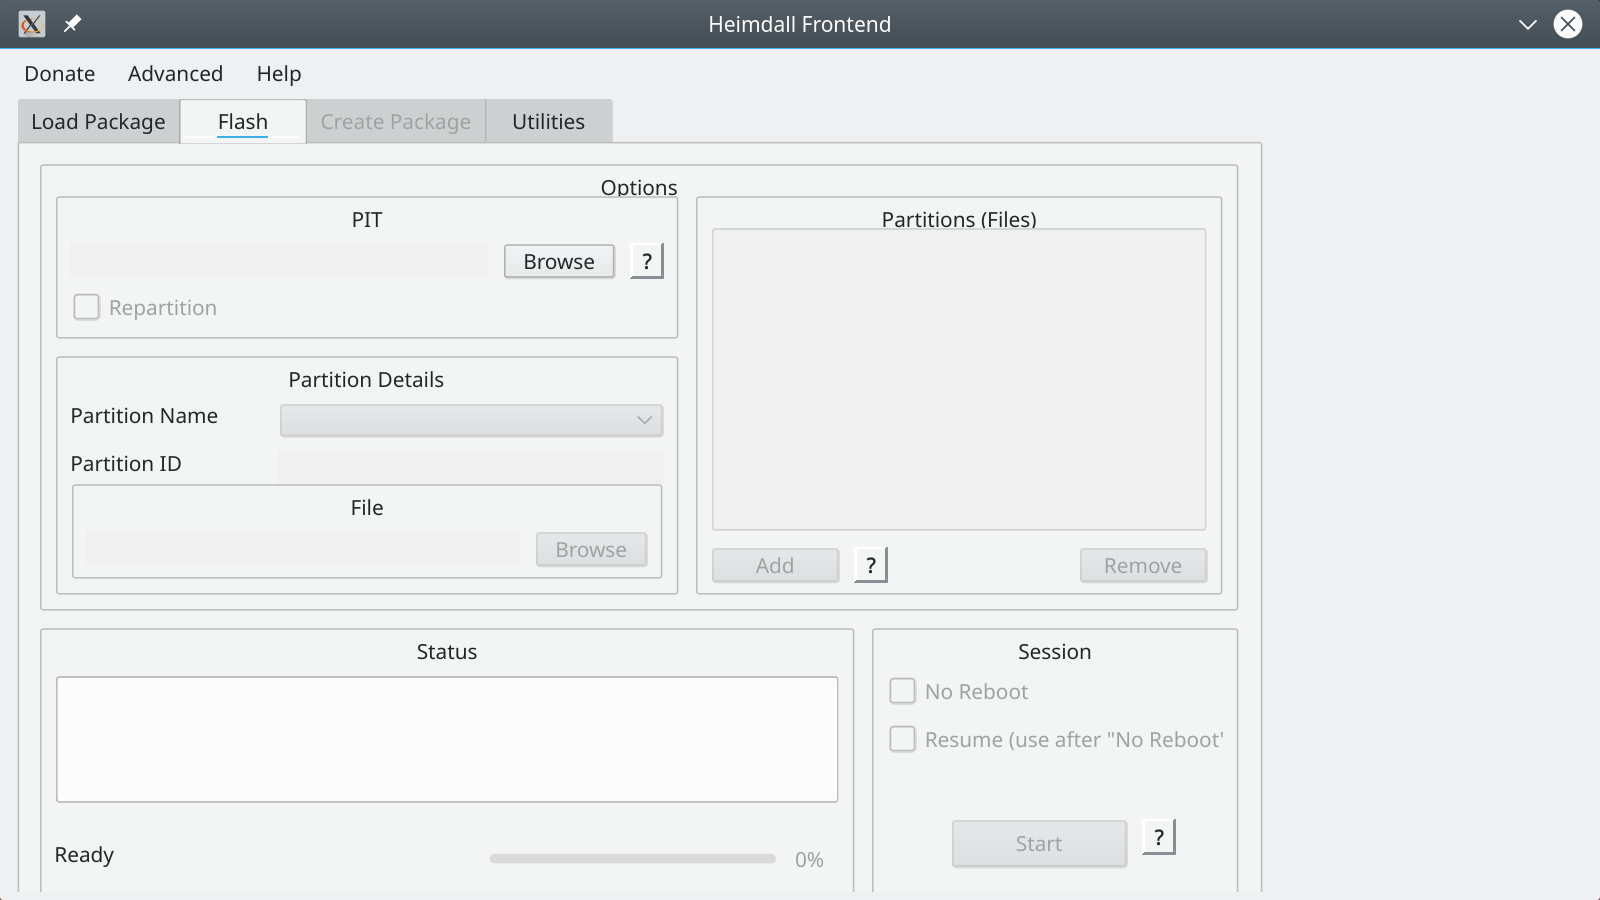 Heimdall Frontend
Donate Advanced Help
Load Package Flash Create Package Utilities
Options
PIT
Browse ?
Repartition
Partition Details
Partition Name
Partition ID
File
Browse
Partitions (Files)
Add ? Remove
Status
Ready 0%
Session
No Reboot
Resume (use after "No Reboot'
Start ?